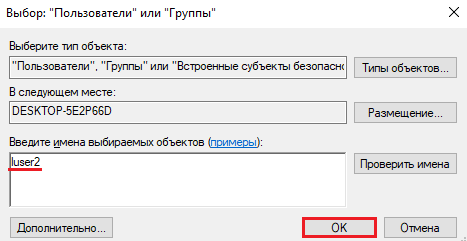 Выбор: "Пользователи" или "Группы"
Выберите тип объекта:
"Пользователи", "Группы" или "Встроенные субъекты безопасно
Типы объектов...
В следующем месте:
DESKTOP-5E2P66D
Размещение...
Введите имена выбираемых объектов (примеры):
luser2
Проверить имена
Дополнительно...
OK
Отмена